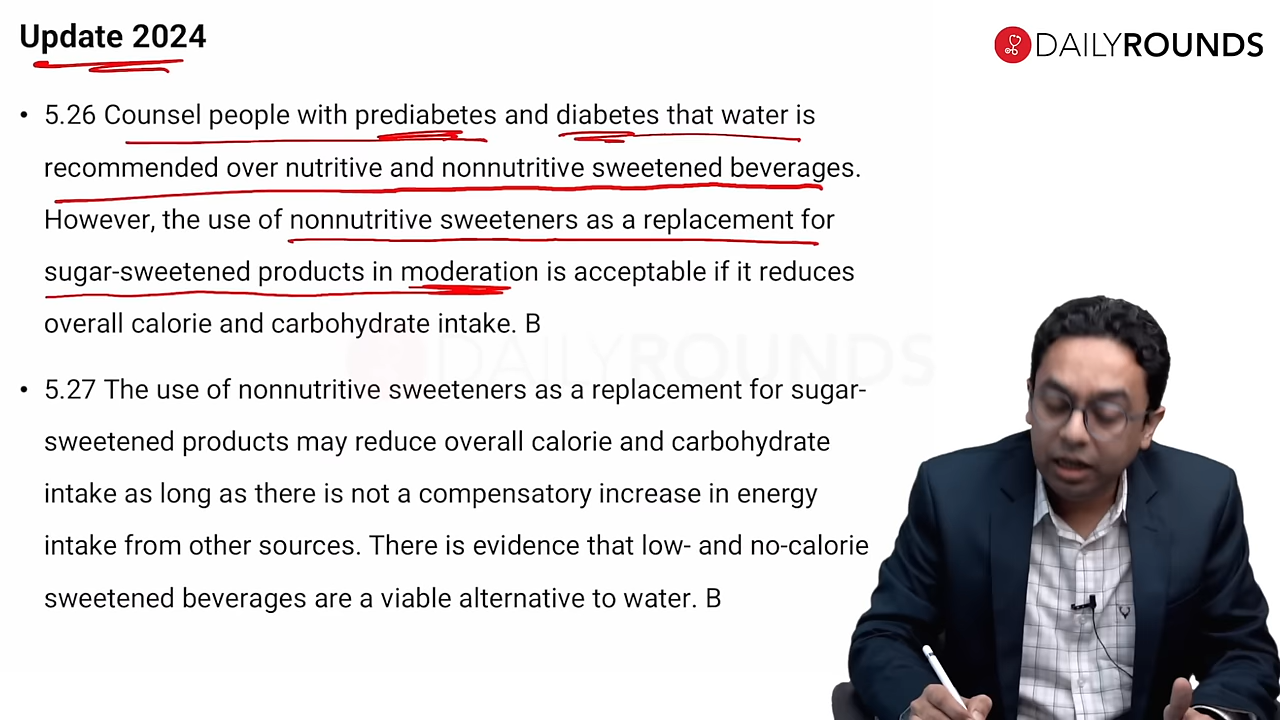 Update 2024
DAILYROUNDS
• 5.26 Counsel people with prediabetes and diabetes that water is
recommended over nutritive and nonnutritive sweetened beverages.
However, the use of nonnutritive sweeteners as a replacement for
sugar-sweetened products in moderation is acceptable if it reduces
overall calorie and carbohydrate intake. B
DAILYROUNDS
• 5.27 The use of nonnutritive sweeteners as a replacement for sugar-
sweetened products may reduce overall calorie and carbohydrate
intake as long as there is not a compensatory increase in energy
intake from other sources. There is evidence that low- and no-calorie
sweetened beverages are a viable alternative to water. B